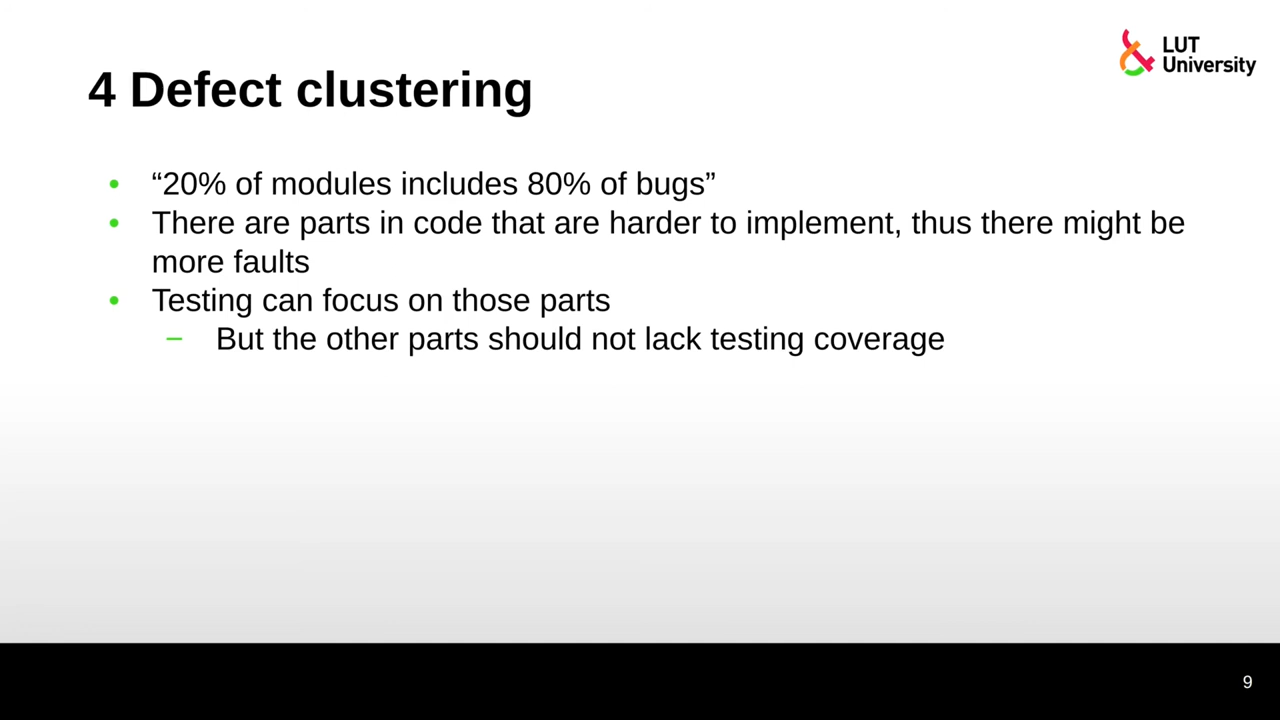 LUT
University
4 Defect clustering
• “20% of modules includes 80% of bugs”
• There are parts in code that are harder to implement, thus there might be
more faults
• Testing can focus on those parts
– But the other parts should not lack testing coverage
9